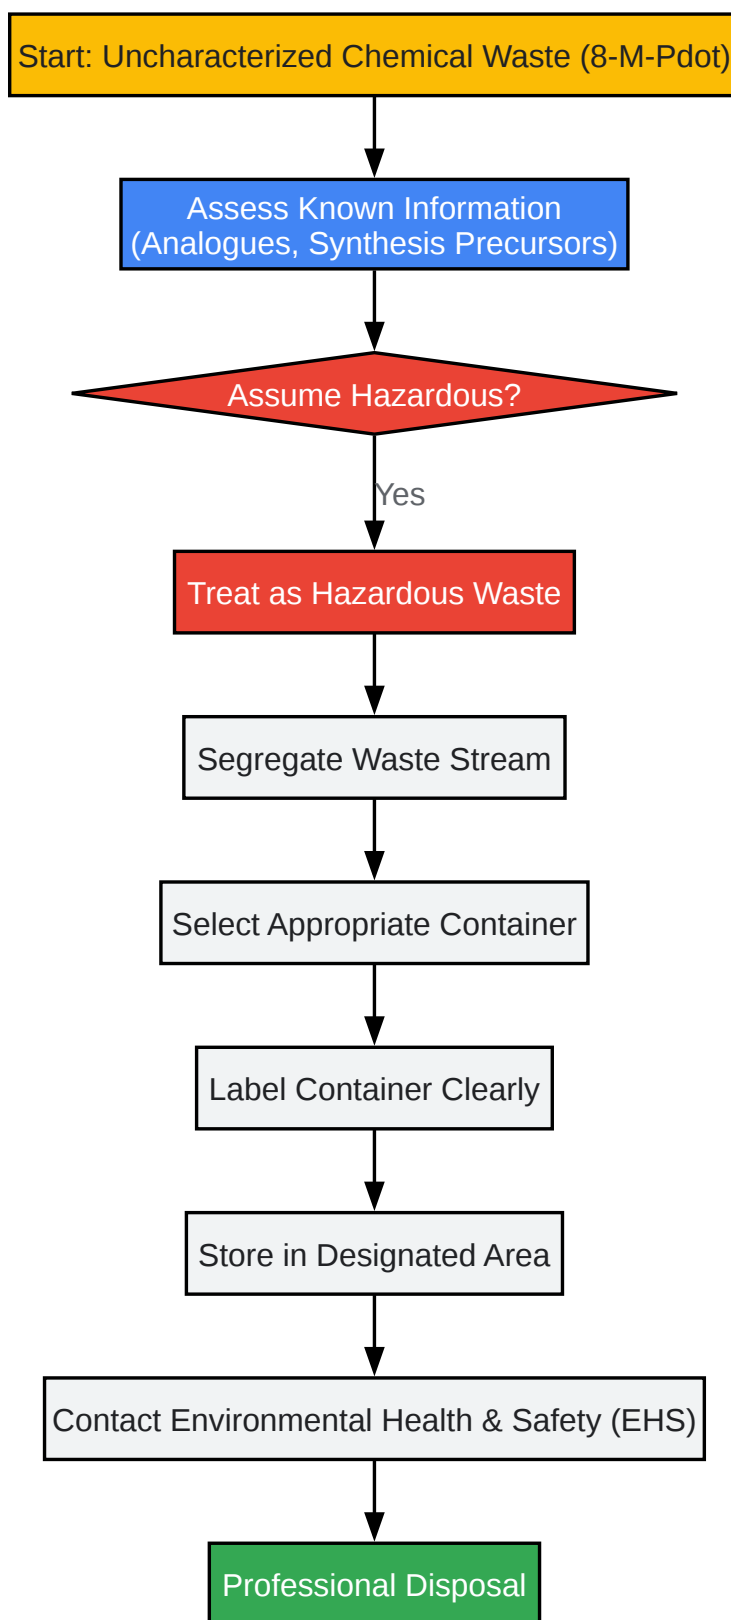 Start: Uncharacterized Chemical Waste (8-M-Pdot)
Assess Known Information
(Analogues, Synthesis Precursors)
Assume Hazardous?
Yes
Treat as Hazardous Waste
Segregate Waste Stream
Select Appropriate Container
Label Container Clearly
Store in Designated Area
Contact Environmental Health & Safety (EHS)
Professional Disposal